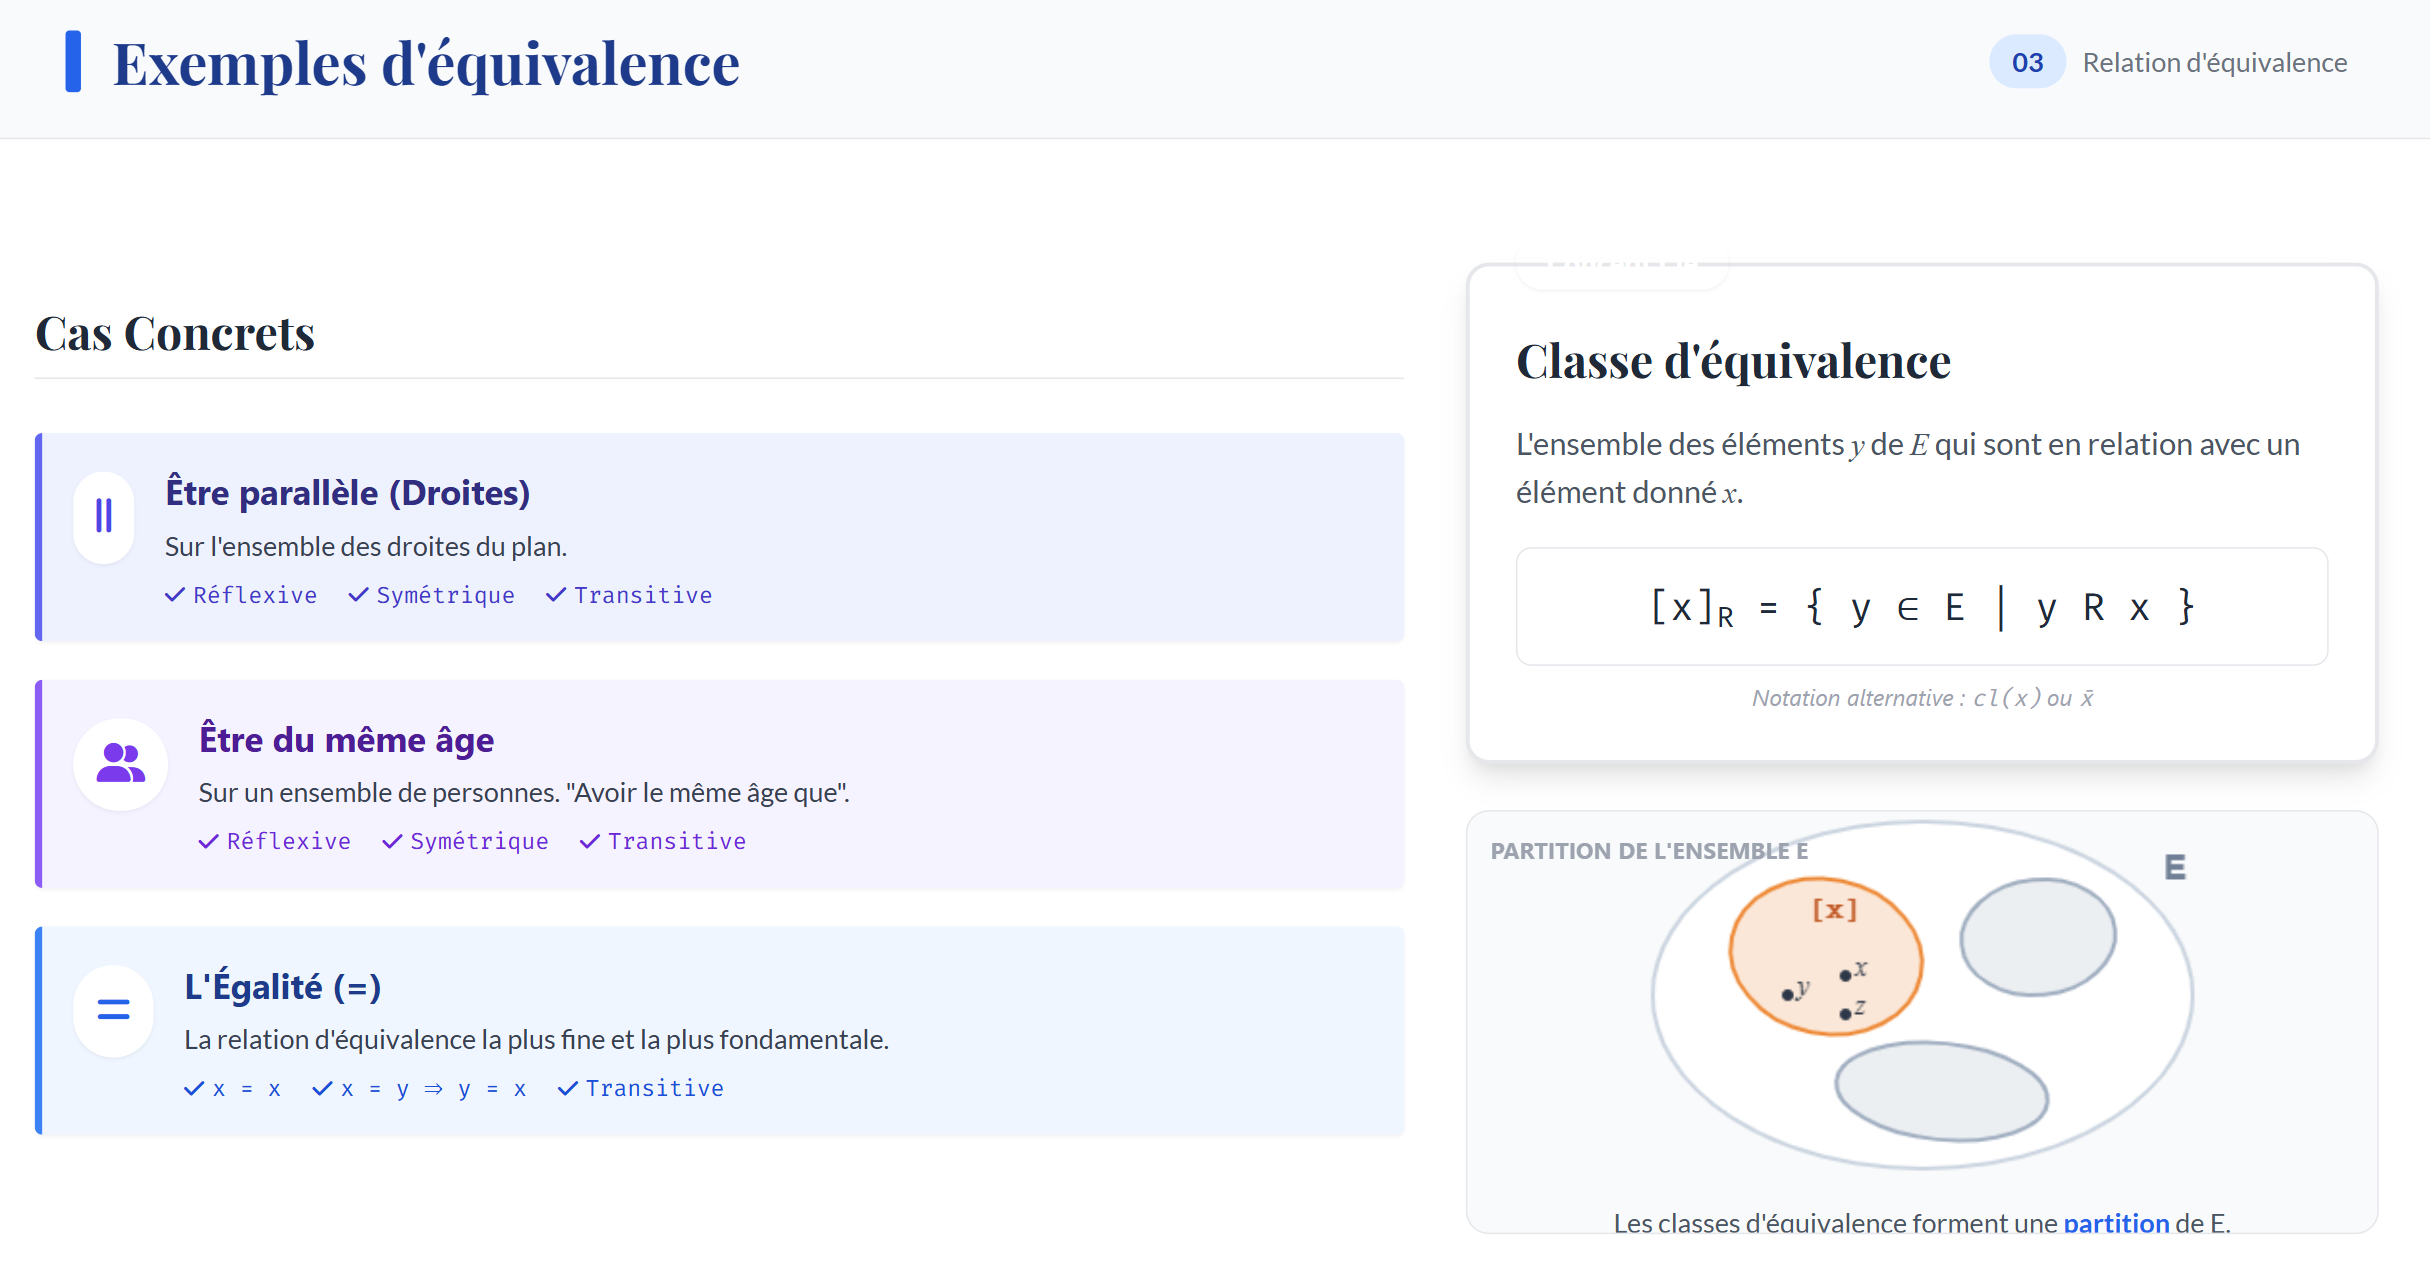 Exemples d'équivalence
03 Relation d'équivalence
Cas Concrets
Être parallèle (Droites)
Sur l'ensemble des droites du plan.
Réflexive Symétrique Transitive
Être du même âge
Sur un ensemble de personnes. "Avoir le même âge que".
Réflexive Symétrique Transitive
L'Égalité (=)
La relation d'équivalence la plus fine et la plus fondamentale.
x = x x = y ⇒ y = x Transitive
Classe d'équivalence
L'ensemble des éléments y de E qui sont en relation avec un
élément donné x.
[x]R = { y ∈ E | y R x }
Notation alternative : cl(x) ou x̄
PARTITION DE L'ENSEMBLE E
E
[x]
x
y
z
Les classes d'équivalence forment une partition de E.